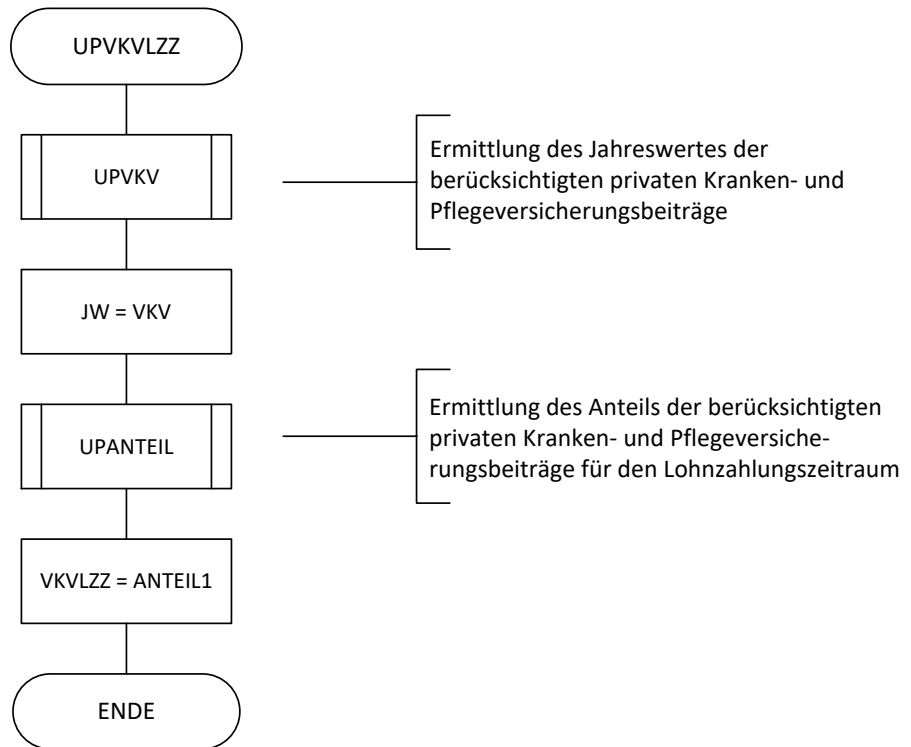 UPVKVLZZ
UPVKV
Ermittlung des Jahreswertes der
berücksichtigten privaten Kranken- und
Pflegeversicherungsbeiträge
JW = VKV
UPANTEIL
Ermittlung des Anteils der berücksichtigten
privaten Kranken- und Pflegeversiche-
rungsbeiträge für den Lohnzahlungszeitraum
VKVLZZ = ANTEIL1
ENDE